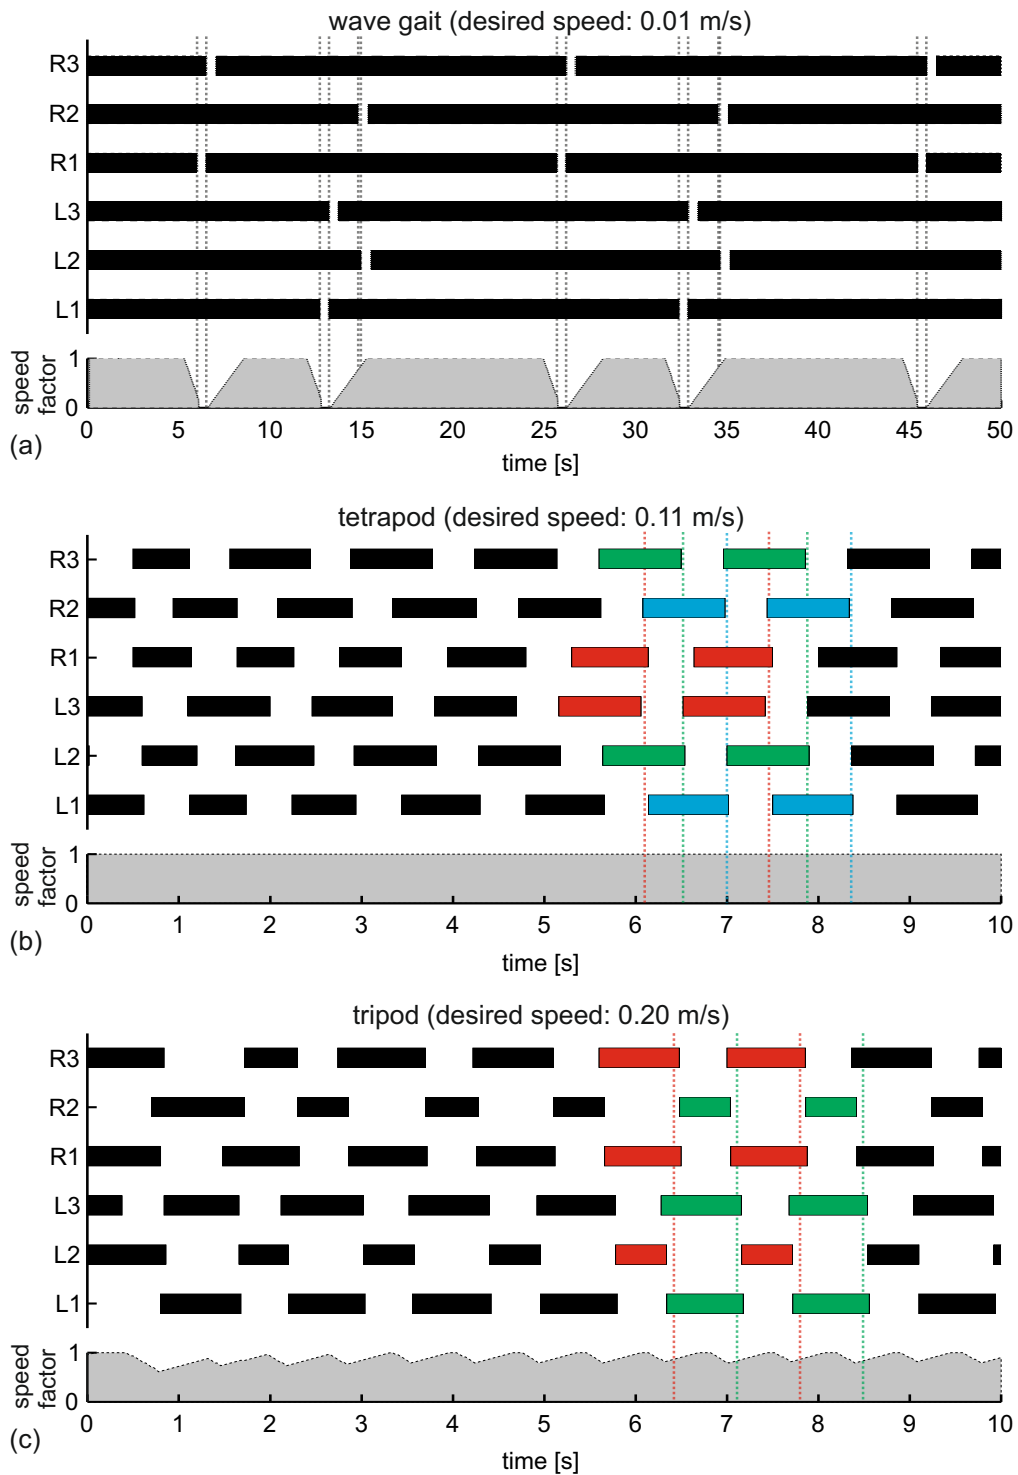 wave gait (desired speed: 0.01 m/s)
R3
R2
R1
L3
L2
L1
speed factor
1
0
0 5 10 15 20 25 30 35 40 45 50
(a)
time [s]
tetrapod (desired speed: 0.11 m/s)
R3
R2
R1
L3
L2
L1
speed factor
1
0
0 1 2 3 4 5 6 7 8 9 10
(b)
time [s]
tripod (desired speed: 0.20 m/s)
R3
R2
R1
L3
L2
L1
speed factor
1
0
0 1 2 3 4 5 6 7 8 9 10
(c)
time [s]